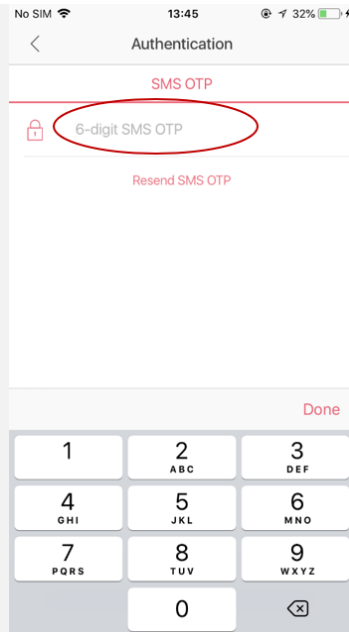 No SIM 13:45 32%
Authentication
SMS OTP
6-digit SMS OTP
Resend SMS OTP
Done
1 2 3
ABC DEF
4 5 6
GHI JKL MNO
7 8 9
PQRS TUV WXYZ
0